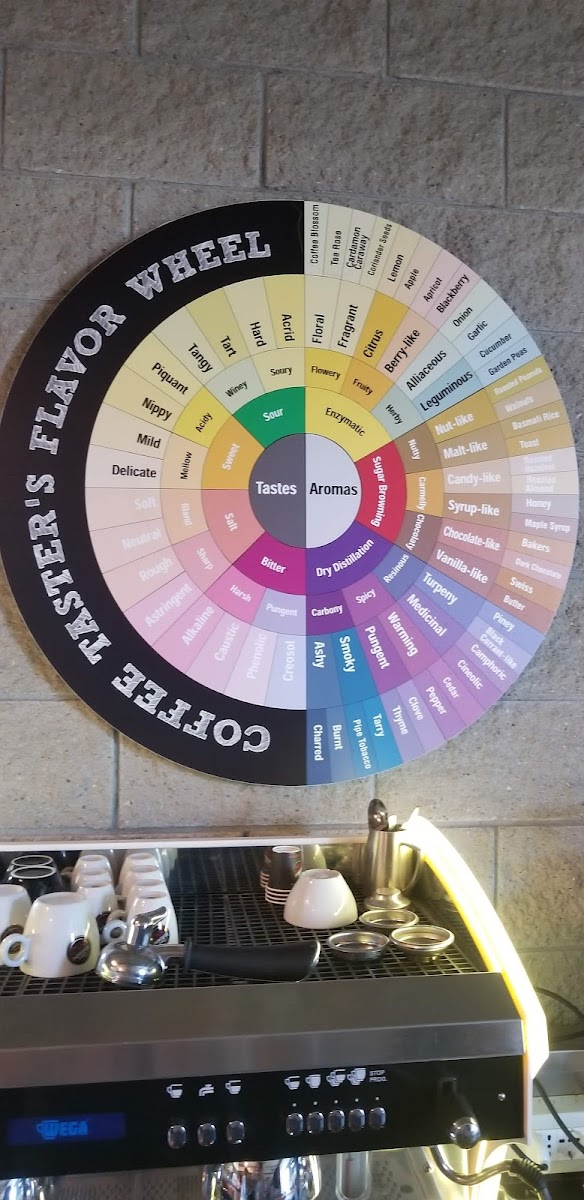 COFFEE TASTER'S FLAVOR WHEEL
Tastes
Aromas
Sour
Sweet
Salt
Bitter
Enzymatic
Sugar Browning
Dry Distillation
Soury
Winey
Acidy
Mellow
Bland
Sharp
Harsh
Pungent
Flowery
Fruity
Herby
Nutty
Carmelly
Chocolaty
Resinous
Spicy
Carbony
Acrid
Hard
Tart
Tangy
Piquant
Nippy
Mild
Delicate
Soft
Neutral
Rough
Astringent
Alkaline
Caustic
Phenolic
Creosol
Floral
Fragrant
Citrus
Berry-like
Alliaceous
Leguminous
Nut-like
Malt-like
Candy-like
Syrup-like
Chocolate-like
Vanilla-like
Turpeny
Medicinal
Warming
Pungent
Smoky
Ashy
Coffee Blossom
Tea Rose
Cardamon
Caraway
Coriander Seeds
Lemon
Apple
Apricot
Blackberry
Onion
Garlic
Cucumber
Garden Peas
Roasted Peanuts
Walnuts
Basmati Rice
Toast
Roasted
Hazelnut
Roasted
Almond
Honey
Maple Syrup
Bakers
Dark Chocolate
Swiss
Butter
Piney
Black
Currant-like
Camphoric
Cineolic
Cedar
Pepper
Clove
Thyme
Tarry
Pipe Tobacco
Burnt
Charred
WEGA
STOP
PROG.